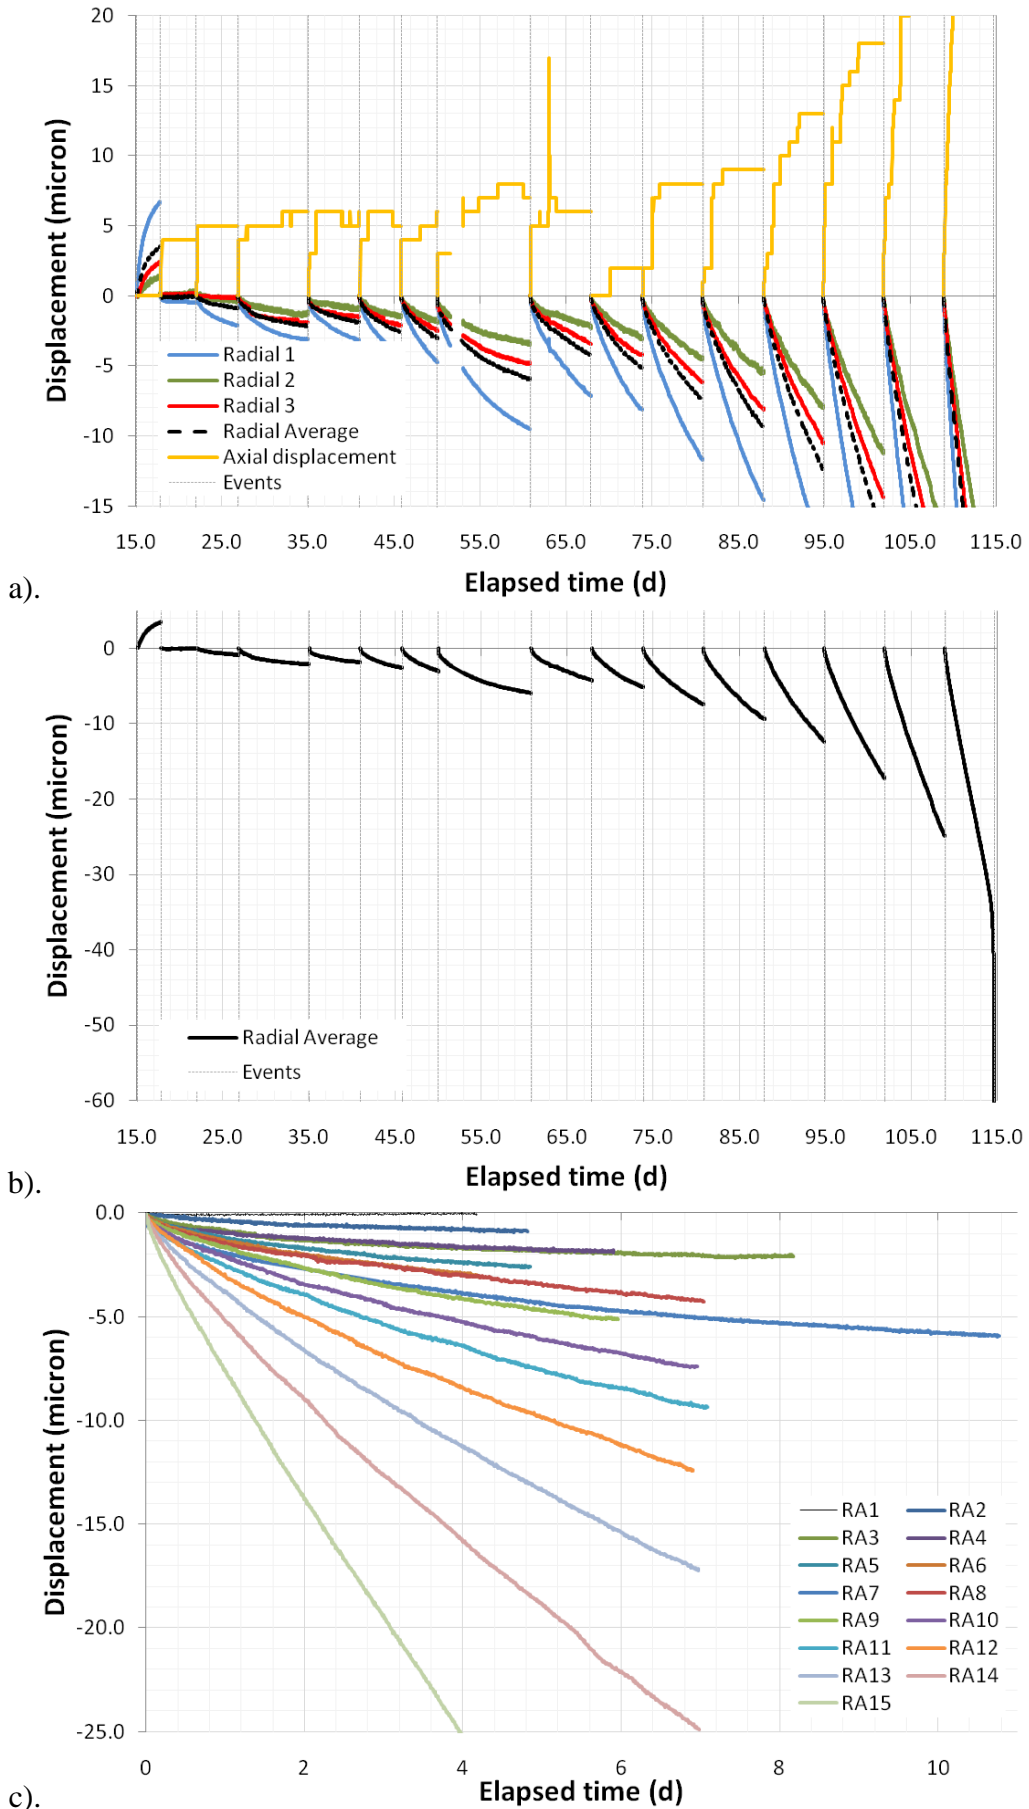 20
15
10
5
0
-5
-10
-15
Displacement (micron)
Radial 1
Radial 2
Radial 3
Radial Average
Axial displacement
Events
15.0 25.0 35.0 45.0 55.0 65.0 75.0 85.0 95.0 105.0 115.0
Elapsed time (d)
a).
0
-10
-20
-30
-40
-50
-60
Displacement (micron)
Radial Average
Events
15.0 25.0 35.0 45.0 55.0 65.0 75.0 85.0 95.0 105.0 115.0
Elapsed time (d)
b).
0.0
-5.0
-10.0
-15.0
-20.0
-25.0
Displacement (micron)
RA1 RA2
RA3 RA4
RA5 RA6
RA7 RA8
RA9 RA10
RA11 RA12
RA13 RA14
RA15
0 2 4 6 8 10
Elapsed time (d)
c).